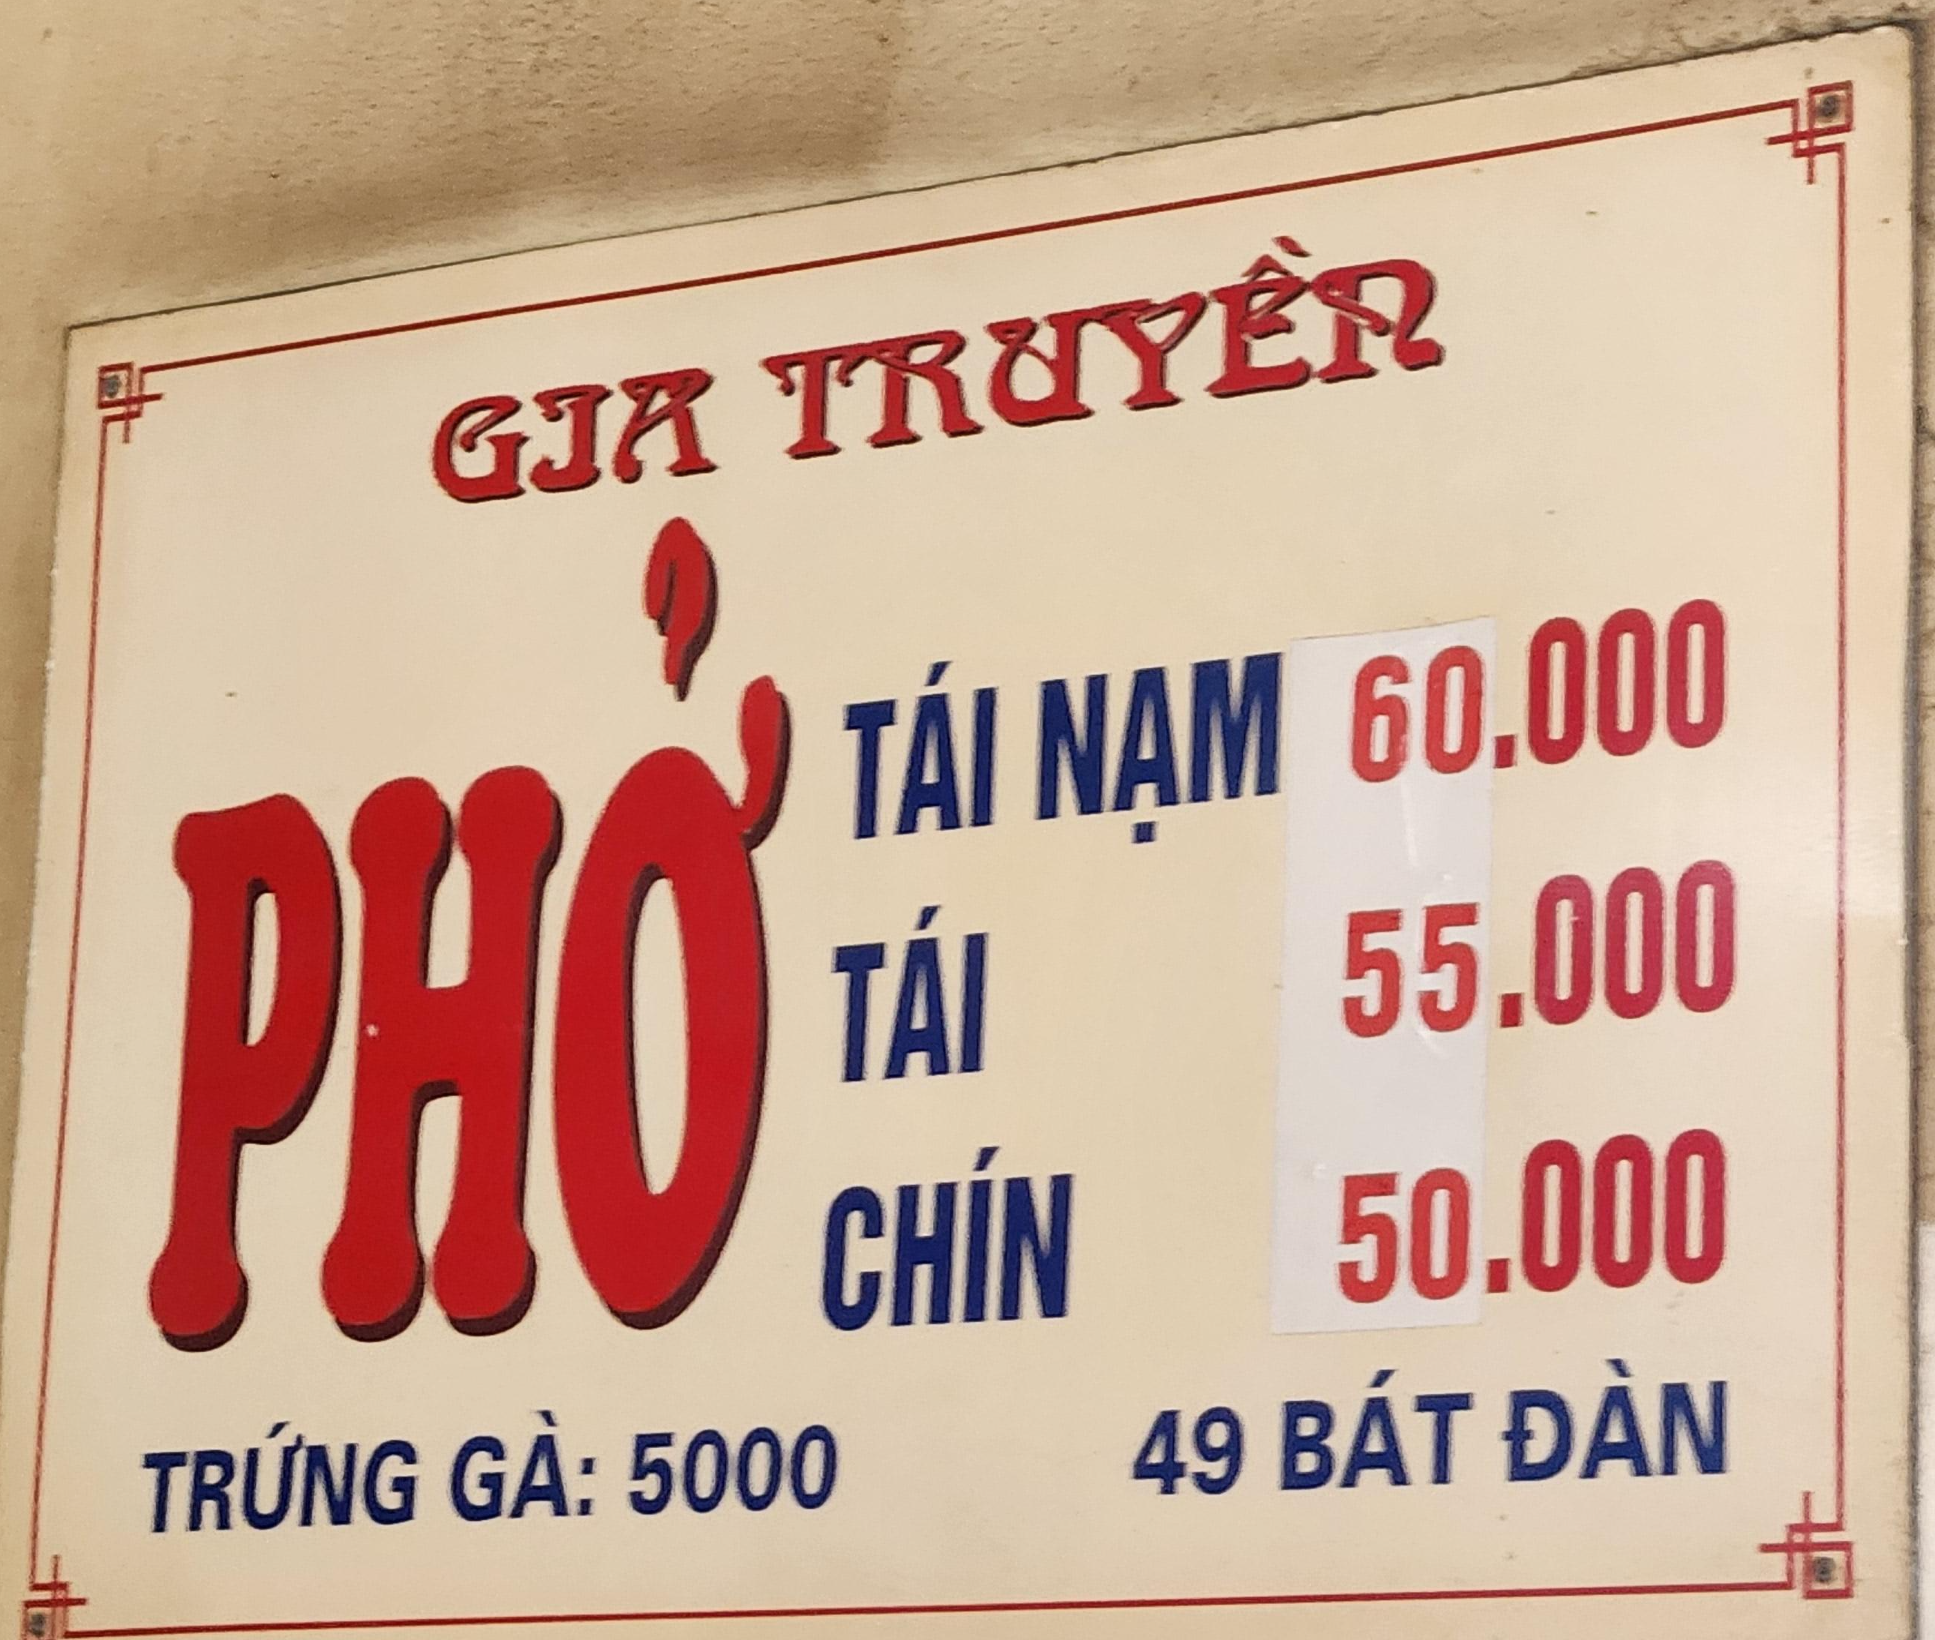 GIA TRUYỀN
PHỞ
TÁI NẠM 60.000
TÁI 55.000
CHÍN 50.000
TRỨNG GÀ: 5000
49 BÁT ĐÀN